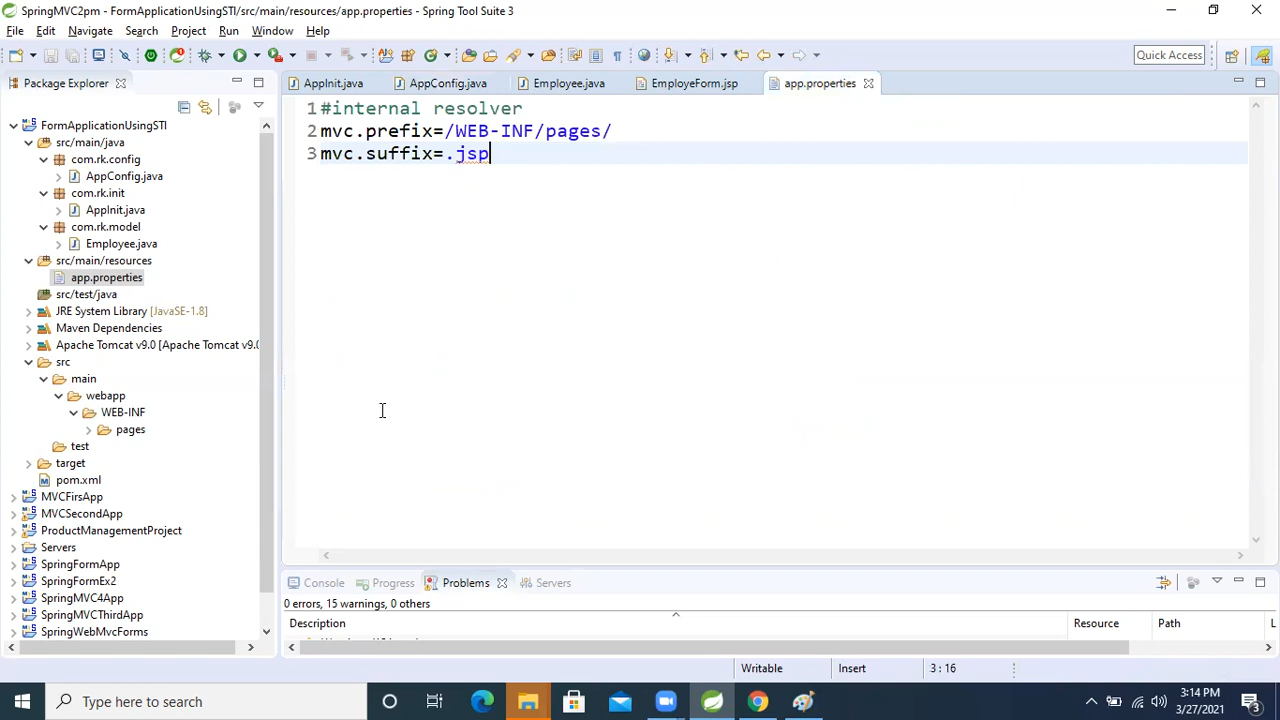 SpringMVC2pm - FormApplicationUsingSTI/src/main/resources/app.properties - Spring Tool Suite 3
File Edit Navigate Search Project Run Window Help
Quick Access
Package Explorer
AppInit.java AppConfig.java Employee.java EmployeForm.jsp app.properties
FormApplicationUsingSTI
src/main/java
com.rk.config
AppConfig.java
com.rk.init
AppInit.java
com.rk.model
Employee.java
src/main/resources
app.properties
src/test/java
JRE System Library [JavaSE-1.8]
Maven Dependencies
Apache Tomcat v9.0 [Apache Tomcat v9.0
src
main
webapp
WEB-INF
pages
test
target
pom.xml
MVCFirsApp
MVCSecondApp
ProductManagementProject
Servers
SpringFormApp
SpringFormEx2
SpringMVC4App
SpringMVCThirdApp
SpringWebMvcForms
1 #internal resolver
2 mvc.prefix=/WEB-INF/pages/
3 mvc.suffix=.jsp
Console Progress Problems Servers
0 errors, 15 warnings, 0 others
Description Resource Path L
Writable Insert 3 : 16
Type here to search
3:14 PM
3/27/2021
3